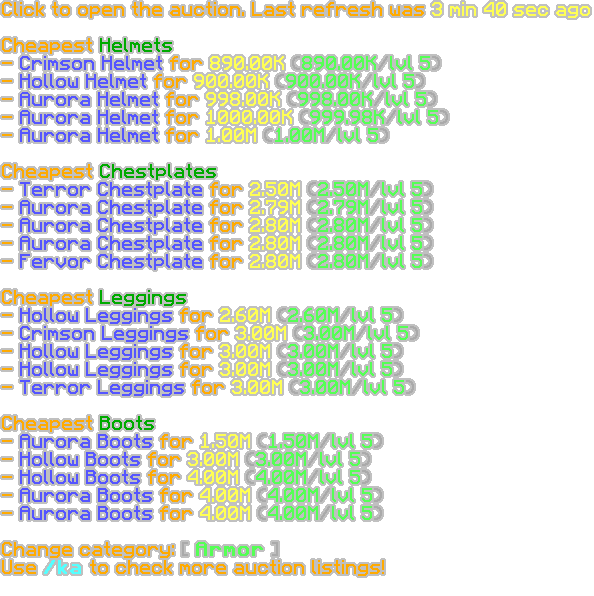 Click to open the auction. Last refresh was 3 min 40 sec ago
Cheapest Helmets
- Crimson Helmet for 890.00K (890.00K/lvl 5)
- Hollow Helmet for 900.00K (900.00K/lvl 5)
- Aurora Helmet for 998.00K (998.00K/lvl 5)
- Aurora Helmet for 1000.00K (999.98K/lvl 5)
- Aurora Helmet for 1.00M (1.00M/lvl 5)
Cheapest Chestplates
- Terror Chestplate for 2.50M (2.50M/lvl 5)
- Aurora Chestplate for 2.79M (2.79M/lvl 5)
- Aurora Chestplate for 2.80M (2.80M/lvl 5)
- Aurora Chestplate for 2.80M (2.80M/lvl 5)
- Fervor Chestplate for 2.80M (2.80M/lvl 5)
Cheapest Leggings
- Hollow Leggings for 2.60M (2.60M/lvl 5)
- Crimson Leggings for 3.00M (3.00M/lvl 5)
- Hollow Leggings for 3.00M (3.00M/lvl 5)
- Hollow Leggings for 3.00M (3.00M/lvl 5)
- Terror Leggings for 3.00M (3.00M/lvl 5)
Cheapest Boots
- Aurora Boots for 1.50M (1.50M/lvl 5)
- Hollow Boots for 3.00M (3.00M/lvl 5)
- Hollow Boots for 4.00M (4.00M/lvl 5)
- Aurora Boots for 4.00M (4.00M/lvl 5)
- Aurora Boots for 4.00M (4.00M/lvl 5)
Change category: [ Armor ]
Use /ka to check more auction listings!